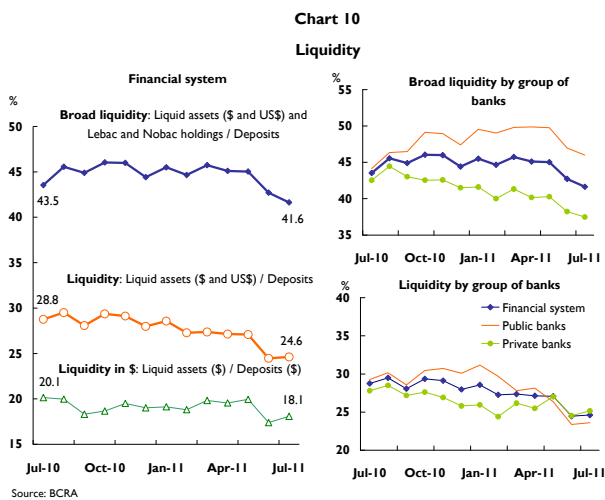 Chart 10
Liquidity
Financial system
%
Broad liquidity: Liquid assets ($ and US$) and
Lebac and Nobac holdings / Deposits
50
45
40
35
30
25
20
15
43.5
41.6
Liquidity: Liquid assets ($ and US$) / Deposits
28.8
24.6
Liquidity in $: Liquid assets ($) / Deposits ($)
20.1
18.1
Jul-10 Oct-10 Jan-11 Apr-11 Jul-11
%
Broad liquidity by group of
banks
55
50
45
40
35
Jul-10 Oct-10 Jan-11 Apr-11 Jul-11
%
Liquidity by group of banks
40
35
30
25
20
Financial system
Public banks
Private banks
Jul-10 Oct-10 Jan-11 Apr-11 Jul-11
Source: BCRA